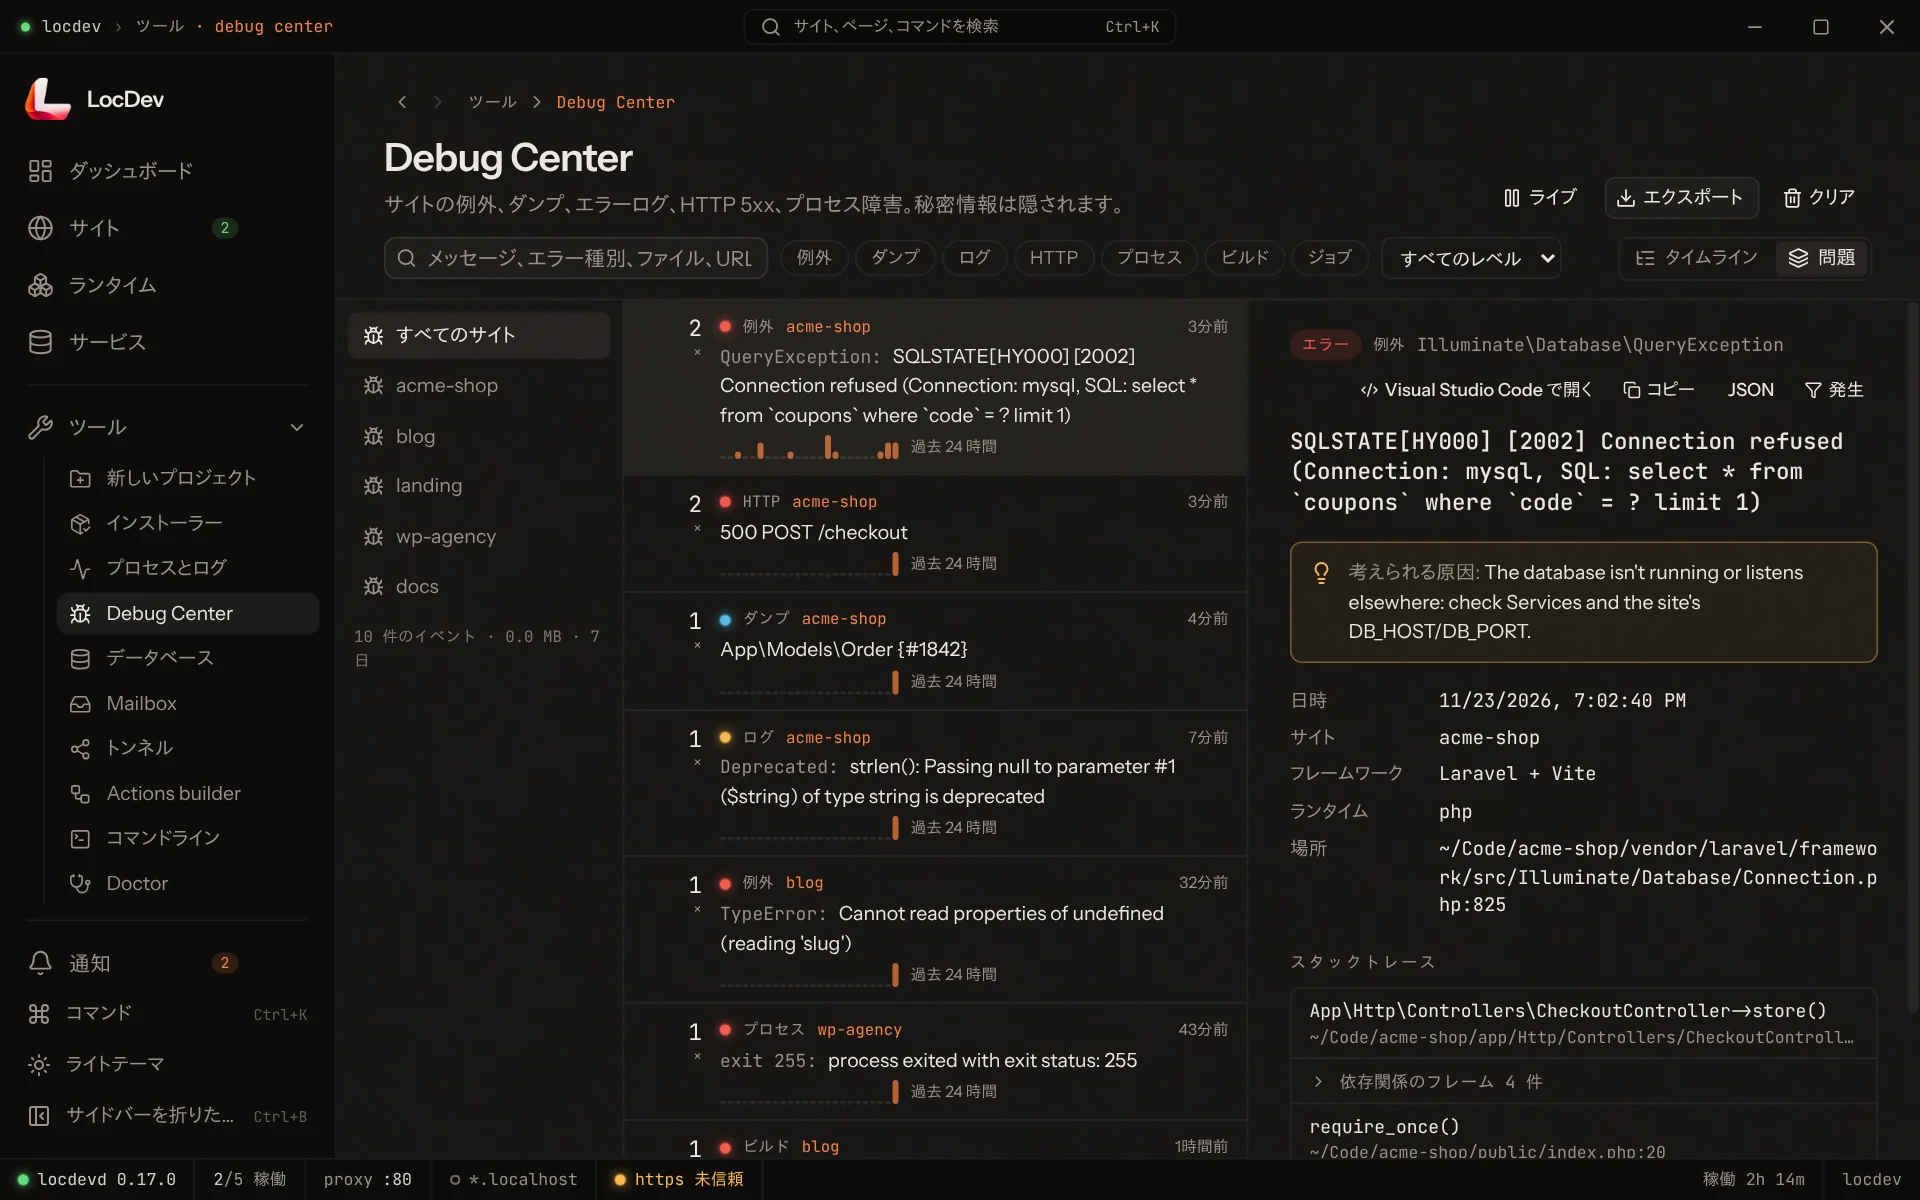 locdev › ツール · debug center
サイト、ページ、コマンドを検索 Ctrl+K
LocDev
ダッシュボード
サイト 2
ランタイム
サービス
ツール
新しいプロジェクト
インストーラー
プロセスとログ
Debug Center
データベース
Mailbox
トンネル
Actions builder
コマンドライン
Doctor
通知 2
コマンド Ctrl+K
ライトテーマ
サイドバーを折りた… Ctrl+B
ツール > Debug Center
Debug Center
サイトの例外、ダンプ、エラーログ、HTTP 5xx、プロセス障害。秘密情報は隠されます。
ライブ エクスポート クリア
メッセージ、エラー種別、ファイル、URL
例外 ダンプ ログ HTTP プロセス ビルド ジョブ すべてのレベル タイムライン 問題
すべてのサイト
acme-shop
blog
landing
wp-agency
docs
10 件のイベント · 0.0 MB · 7
日
2 × 例外 acme-shop 3分前
QueryException: SQLSTATE[HY000] [2002]
Connection refused (Connection: mysql, SQL: select *
from `coupons` where `code` = ? limit 1)
過去 24 時間
2 × HTTP acme-shop 3分前
500 POST /checkout
過去 24 時間
1 × ダンプ acme-shop 4分前
App\Models\Order {#1842}
過去 24 時間
1 × ログ acme-shop 7分前
Deprecated: strlen(): Passing null to parameter #1
($string) of type string is deprecated
過去 24 時間
1 × 例外 blog 32分前
TypeError: Cannot read properties of undefined
(reading 'slug')
過去 24 時間
1 × プロセス wp-agency 43分前
exit 255: process exited with exit status: 255
過去 24 時間
1 ビルド blog 1時間前
エラー 例外 Illuminate\Database\QueryException
Visual Studio Code で開く コピー JSON 発生
SQLSTATE[HY000] [2002] Connection refused
(Connection: mysql, SQL: select * from
`coupons` where `code` = ? limit 1)
考えられる原因: The database isn't running or listens
elsewhere: check Services and the site's
DB_HOST/DB_PORT.
日時 11/23/2026, 7:02:40 PM
サイト acme-shop
フレームワーク Laravel + Vite
ランタイム php
場所 ~/Code/acme-shop/vendor/laravel/framewo
rk/src/Illuminate/Database/Connection.p
hp:825
スタックトレース
App\Http\Controllers\CheckoutController→store()
~/Code/acme-shop/app/Http/Controllers/CheckoutControll…
依存関係のフレーム 4 件
require_once()
~/Code/acme-shop/public/index.php:20
locdevd 0.17.0 2/5 稼働 proxy :80 *.localhost https 未信頼 稼働 2h 14m locdev